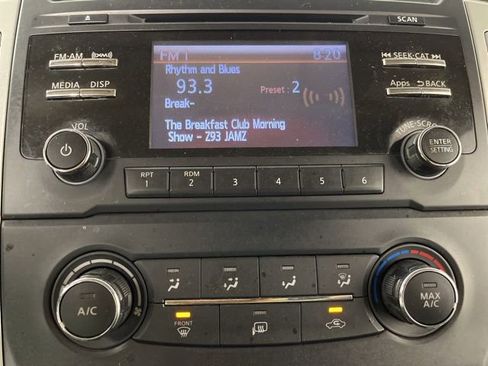 SCAN
FM-AM
MEDIA DISP
VOL
FM 1 8:20
Rhythm and Blues
93.3 Preset : 2
Break-
The Breakfast Club Morning
Show - Z93 JAMZ
SEEK·CAT
Apps BACK
TUNE·SCROLL
ENTER
SETTING
RPT
1
RDM
2
3
4
5
6
A/C
FRONT
MAX
A/C